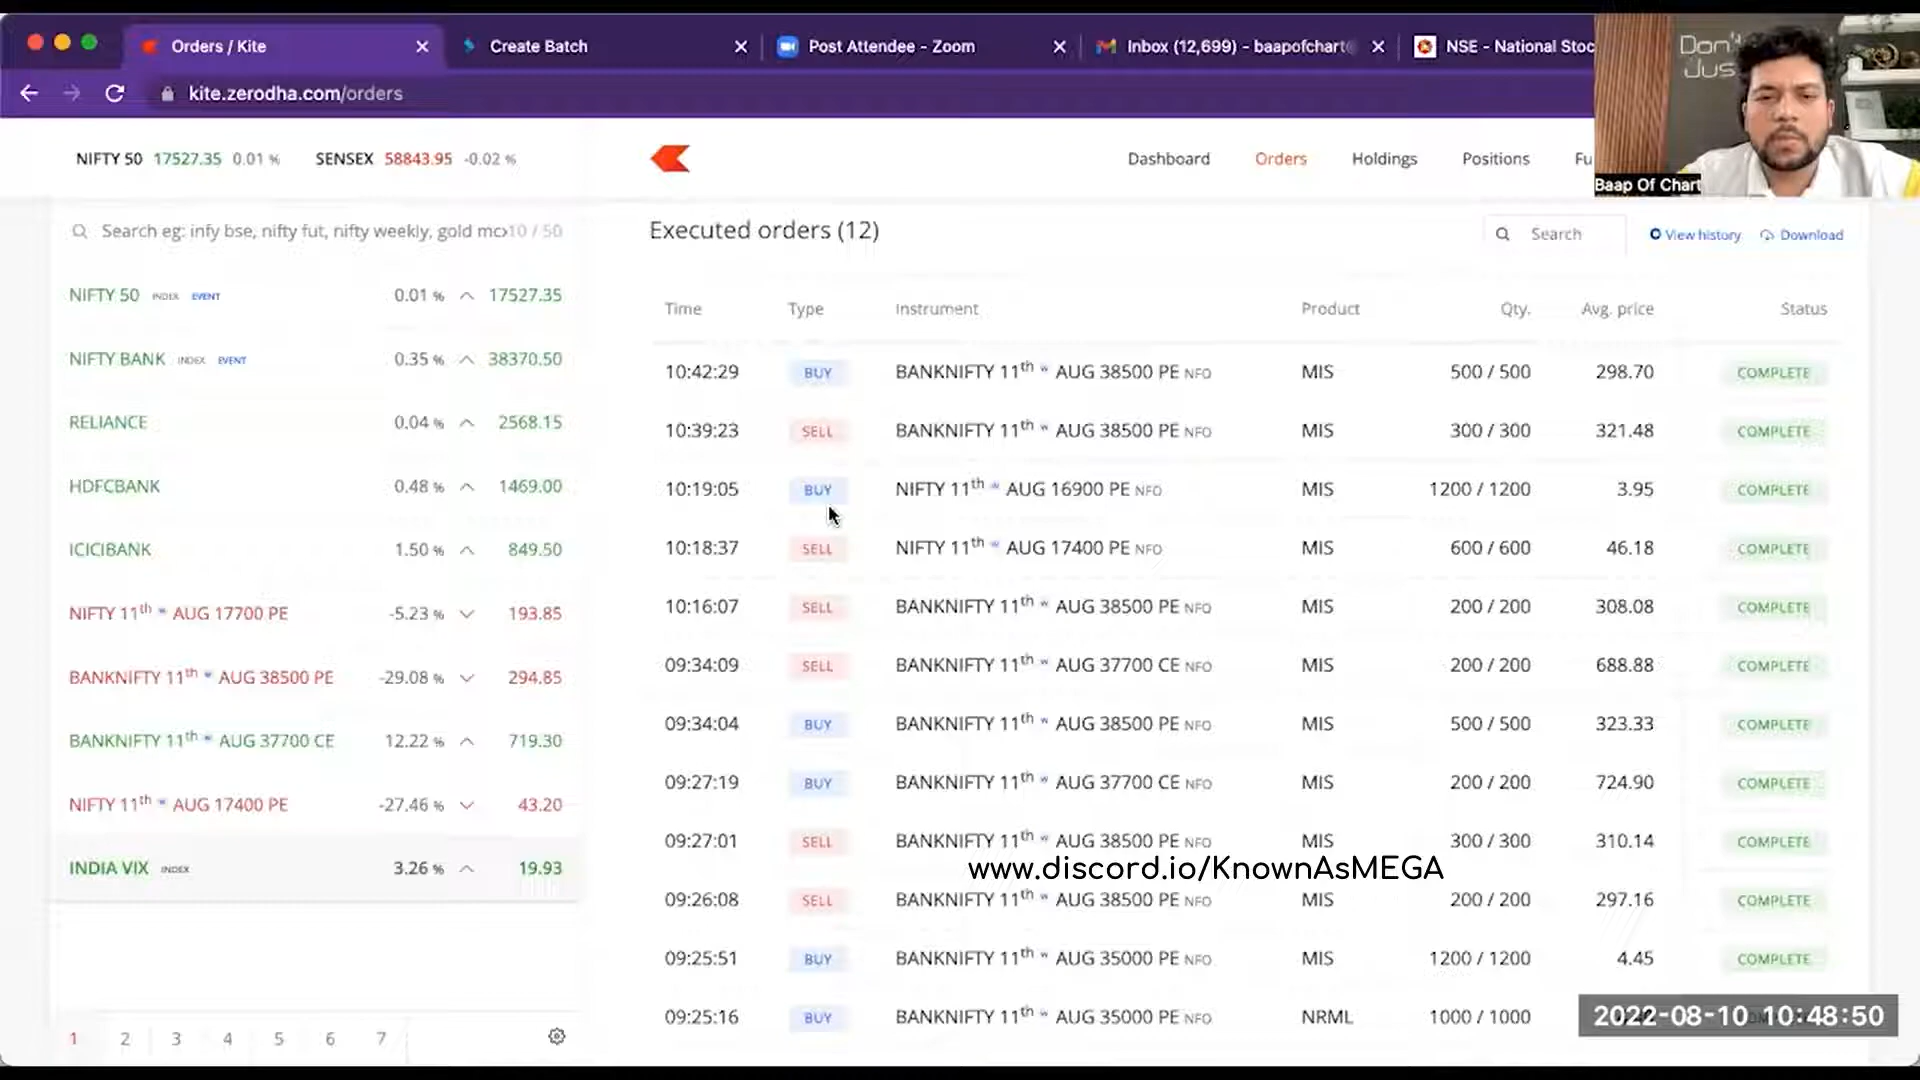 Orders / Kite
Create Batch
Post Attendee - Zoom
Inbox (12,699) - baapofchart
NSE - National Stoc
kite.zerodha.com/orders
Don't
Jus
Baap Of Chart
NIFTY 50 17527.35 0.01 %
SENSEX 58843.95 -0.02 %
Dashboard Orders Holdings Positions Fu
Search eg: infy bse, nifty fut, nifty weekly, gold mcx 10 / 50
NIFTY 50 INDEX EVENT 0.01 % 17527.35
NIFTY BANK INDEX EVENT 0.35 % 38370.50
RELIANCE 0.04 % 2568.15
HDFCBANK 0.48 % 1469.00
ICICIBANK 1.50 % 849.50
NIFTY 11th w AUG 17700 PE -5.23 % 193.85
BANKNIFTY 11th w AUG 38500 PE -29.08 % 294.85
BANKNIFTY 11th w AUG 37700 CE 12.22 % 719.30
NIFTY 11th w AUG 17400 PE -27.46 % 43.20
INDIA VIX INDEX 3.26 % 19.93
1 2 3 4 5 6 7
Executed orders (12)
Search View history Download
Time Type Instrument Product Qty. Avg. price Status
10:42:29 BUY BANKNIFTY 11th w AUG 38500 PE NFO MIS 500 / 500 298.70 COMPLETE
10:39:23 SELL BANKNIFTY 11th w AUG 38500 PE NFO MIS 300 / 300 321.48 COMPLETE
10:19:05 BUY NIFTY 11th w AUG 16900 PE NFO MIS 1200 / 1200 3.95 COMPLETE
10:18:37 SELL NIFTY 11th w AUG 17400 PE NFO MIS 600 / 600 46.18 COMPLETE
10:16:07 SELL BANKNIFTY 11th w AUG 38500 PE NFO MIS 200 / 200 308.08 COMPLETE
09:34:09 SELL BANKNIFTY 11th w AUG 37700 CE NFO MIS 200 / 200 688.88 COMPLETE
09:34:04 BUY BANKNIFTY 11th w AUG 38500 PE NFO MIS 500 / 500 323.33 COMPLETE
09:27:19 BUY BANKNIFTY 11th w AUG 37700 CE NFO MIS 200 / 200 724.90 COMPLETE
09:27:01 SELL BANKNIFTY 11th w AUG 38500 PE NFO MIS 300 / 300 310.14 COMPLETE
www.discord.io/KnownAsMEGA
09:26:08 SELL BANKNIFTY 11th w AUG 38500 PE NFO MIS 200 / 200 297.16 COMPLETE
09:25:51 BUY BANKNIFTY 11th w AUG 35000 PE NFO MIS 1200 / 1200 4.45 COMPLETE
09:25:16 BUY BANKNIFTY 11th w AUG 35000 PE NFO NRML 1000 / 1000
2022-08-10 10:48:50